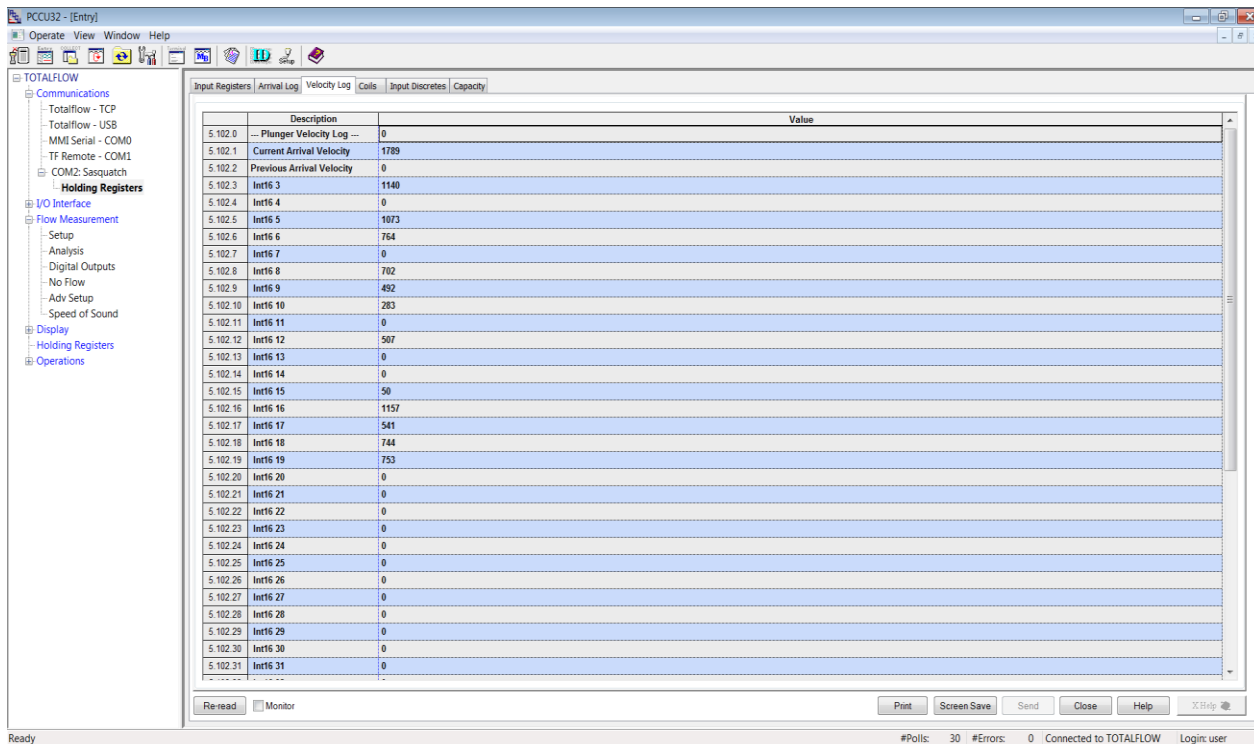 PCCU32 - [Entry]
Operate View Window Help
TOTALFLOW
Communications
Totalflow - TCP
Totalflow - USB
MMI Serial - COM0
TF Remote - COM1
COM2: Sasquatch
Holding Registers
I/O Interface
Flow Measurement
Setup
Analysis
Digital Outputs
No Flow
Adv Setup
Speed of Sound
Display
Holding Registers
Operations
Input Registers Arrival Log Velocity Log Coils Input Discretes Capacity
Description Value
5.102.0 --- Plunger Velocity Log --- 0
5.102.1 Current Arrival Velocity 1789
5.102.2 Previous Arrival Velocity 0
5.102.3 Int16 3 1140
5.102.4 Int16 4 0
5.102.5 Int16 5 1073
5.102.6 Int16 6 764
5.102.7 Int16 7 0
5.102.8 Int16 8 702
5.102.9 Int16 9 492
5.102.10 Int16 10 283
5.102.11 Int16 11 0
5.102.12 Int16 12 507
5.102.13 Int16 13 0
5.102.14 Int16 14 0
5.102.15 Int16 15 50
5.102.16 Int16 16 1157
5.102.17 Int16 17 541
5.102.18 Int16 18 744
5.102.19 Int16 19 753
5.102.20 Int16 20 0
5.102.21 Int16 21 0
5.102.22 Int16 22 0
5.102.23 Int16 23 0
5.102.24 Int16 24 0
5.102.25 Int16 25 0
5.102.26 Int16 26 0
5.102.27 Int16 27 0
5.102.28 Int16 28 0
5.102.29 Int16 29 0
5.102.30 Int16 30 0
5.102.31 Int16 31 0
Re-read Monitor Print Screen Save Send Close Help X Help
Ready #Polls: 30 #Errors: 0 Connected to TOTALFLOW Login: user